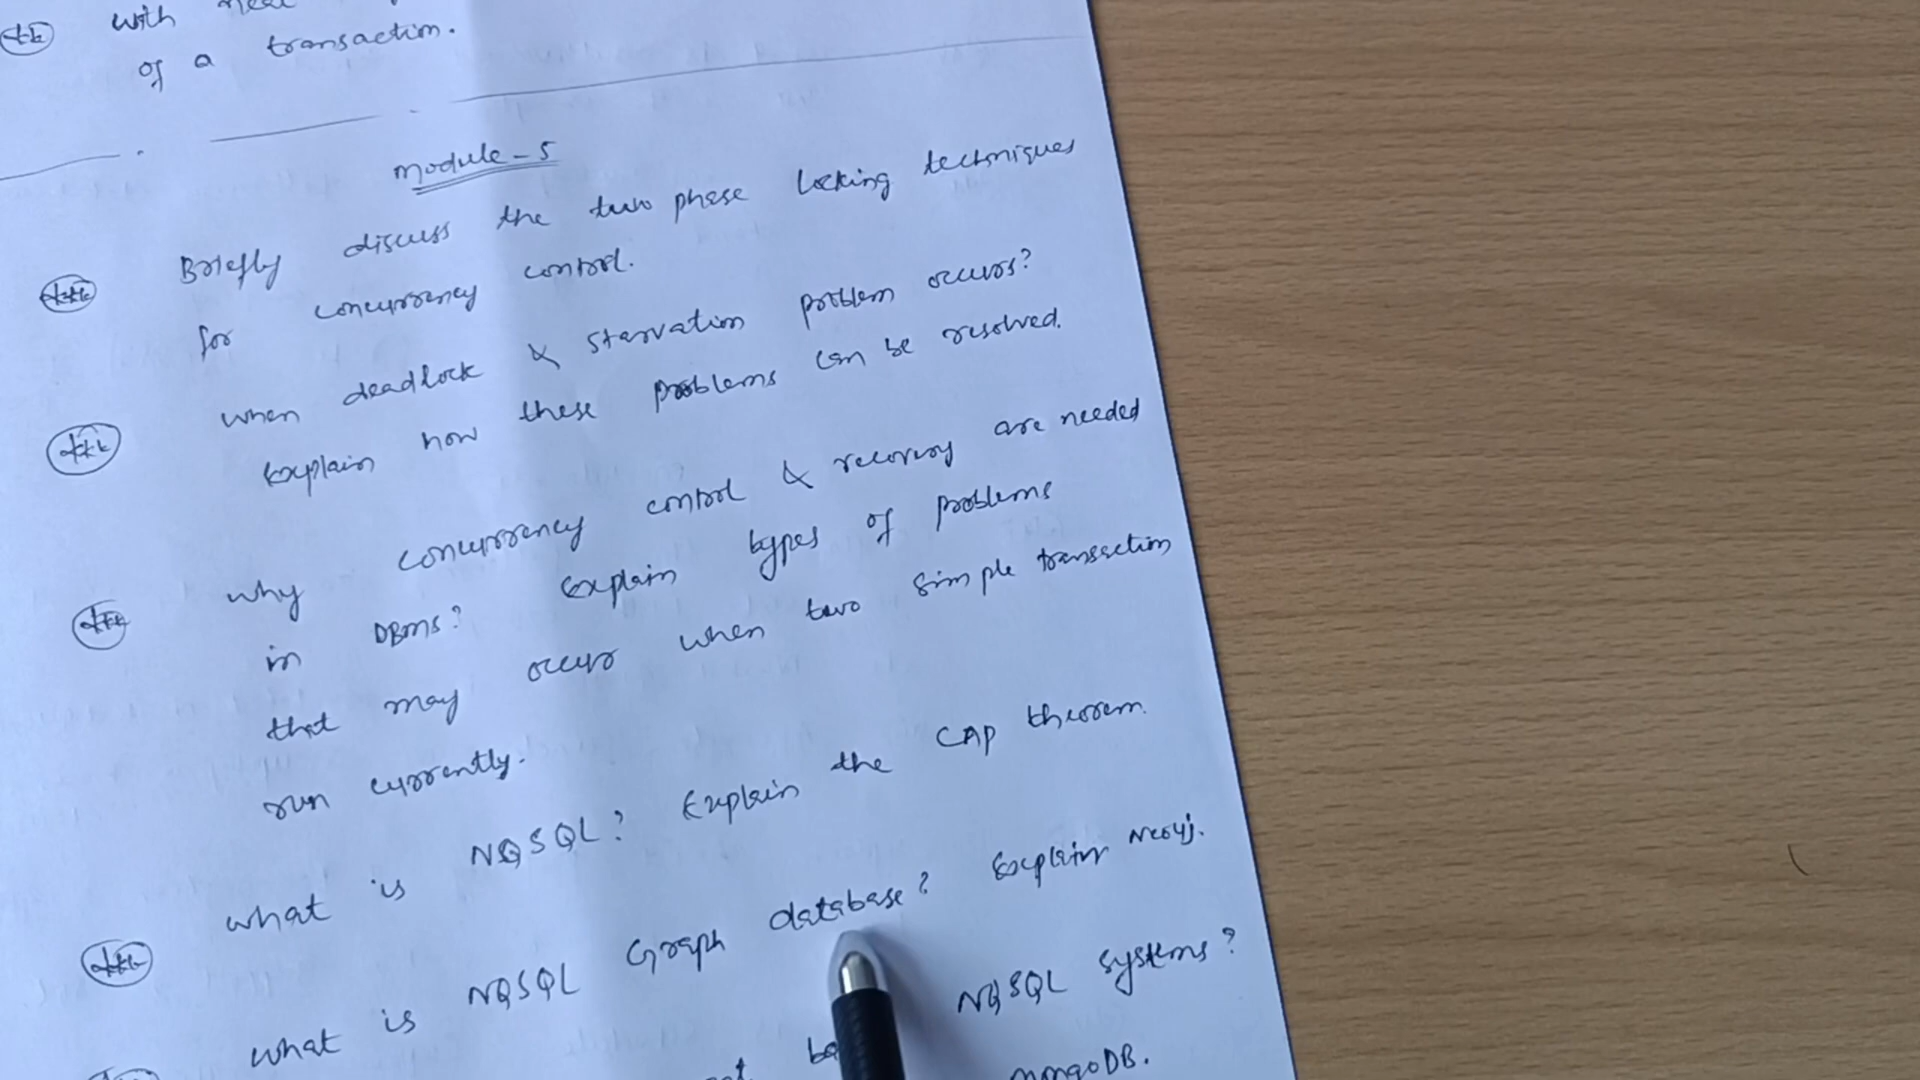 with neat
of a transaction.
Module-5
Briefly discuss the two phase locking techniques
for concurrency control.
when deadlock & starvation problem occurs?
Explain how these problems can be resolved.
why concurrency control & recovery are needed
in DBMS? Explain types of problems
that may occur when two simple transaction
run currently.
what is NOSQL? Explain the CAP theorem.
what is NOSQL Graph database? Explain Neo4j.
NOSQL systems?
MongoDB.